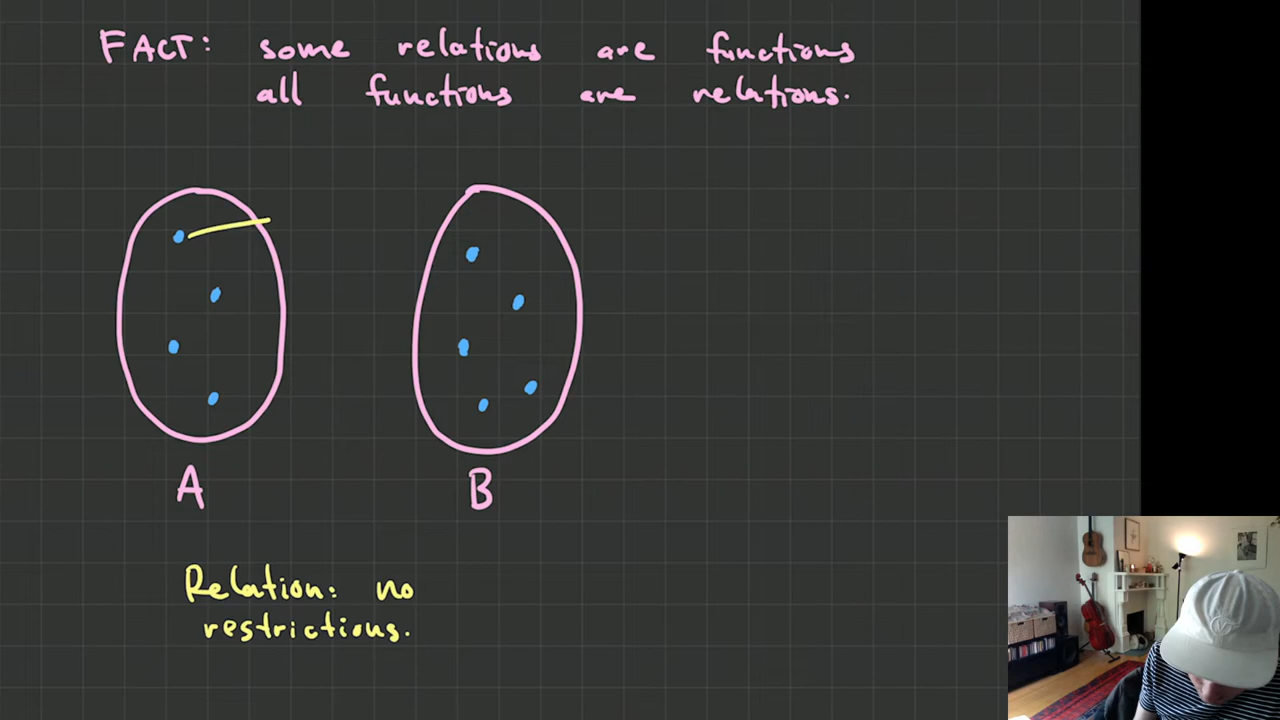 FACT: some relations are functions
all functions are relations.
A
B
Relation: no
restrictions.